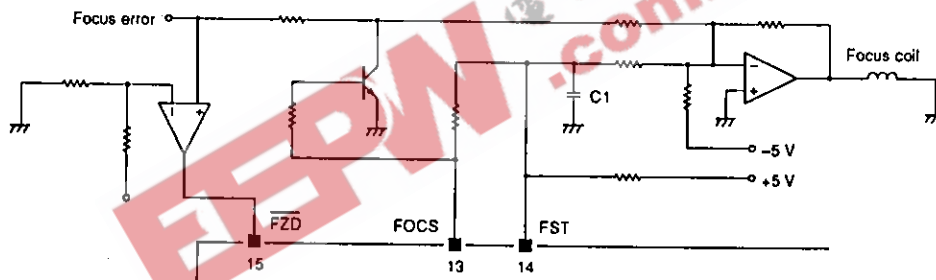 Focus error
Focus coil
C1
−5 V
+5 V
FZD
FOCS
FST
15
13
14
EEPW
.com